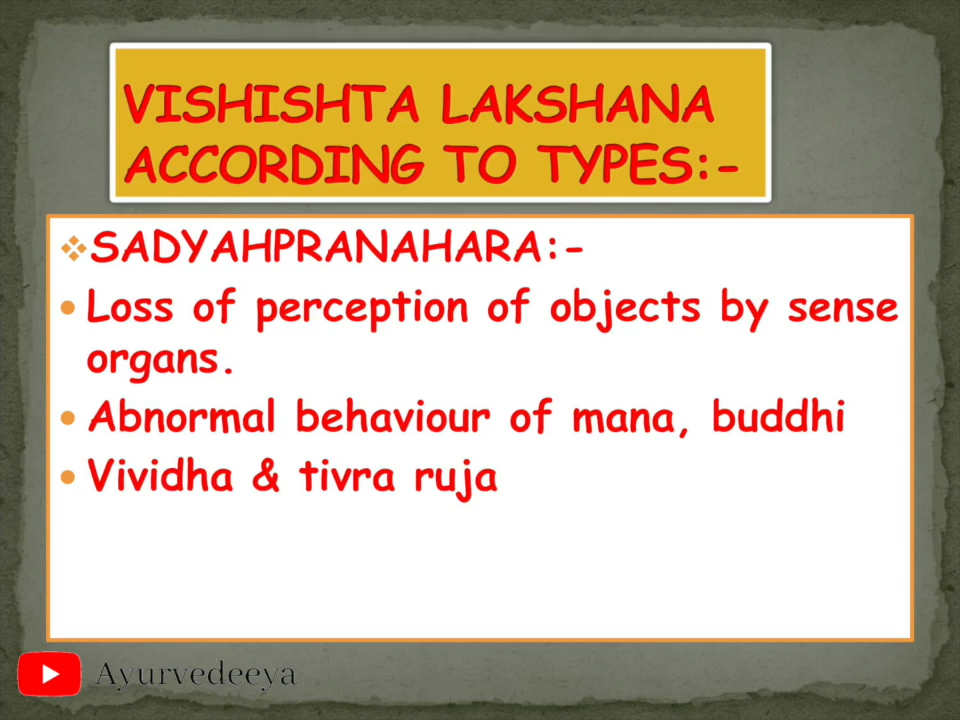 VISHISHTA LAKSHANA
ACCORDING TO TYPES:-
❖SADYAHPRANAHARA:-
• Loss of perception of objects by sense
organs.
• Abnormal behaviour of mana, buddhi
• Vividha & tivra ruja
Ayurvedeeya